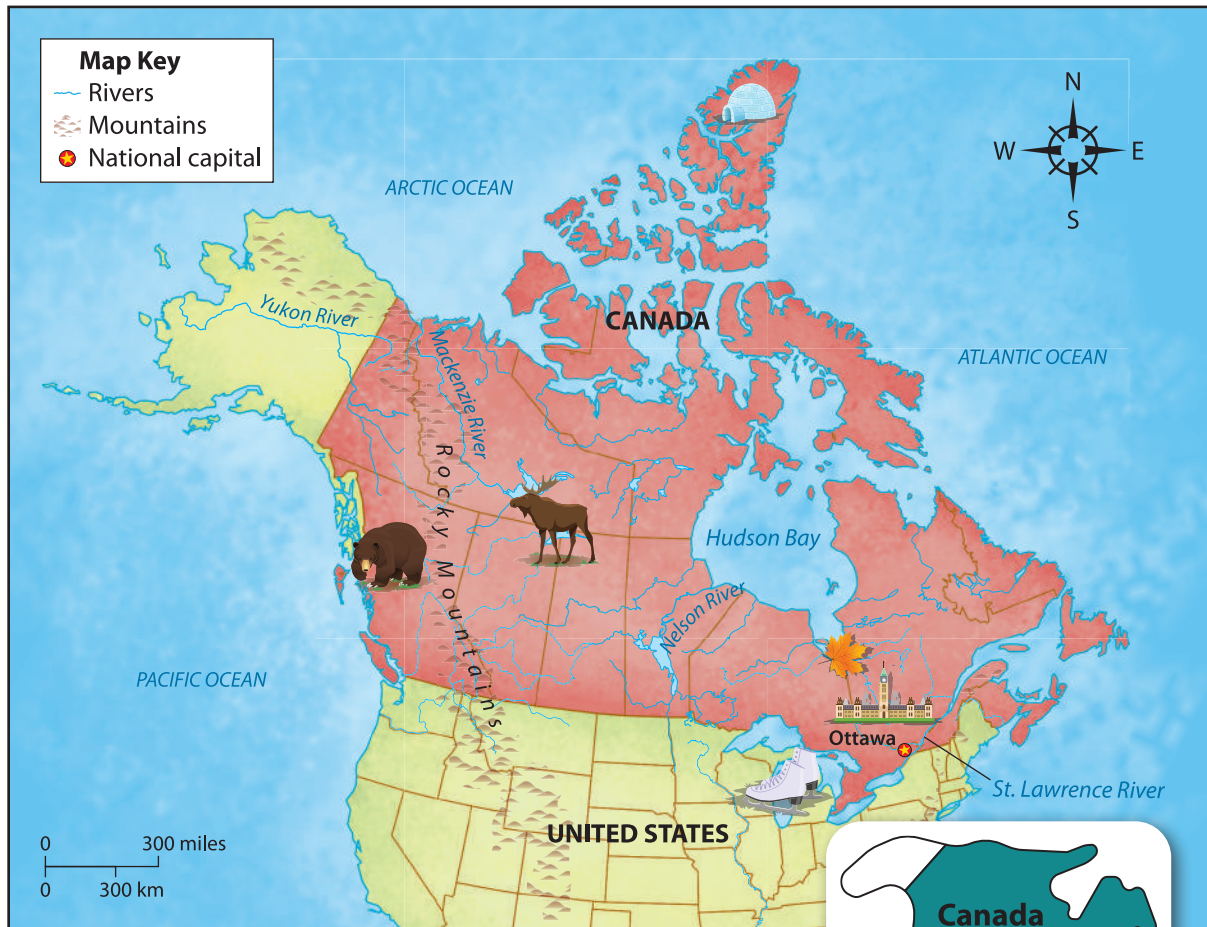 Map Key
Rivers
Mountains
National capital
N
W
E
S
ARCTIC OCEAN
Yukon River
CANADA
Mackenzie River
ATLANTIC OCEAN
Rocky Mountains
Hudson Bay
Nelson River
PACIFIC OCEAN
Ottawa
St. Lawrence River
UNITED STATES
0 300 miles
0 300 km
Canada